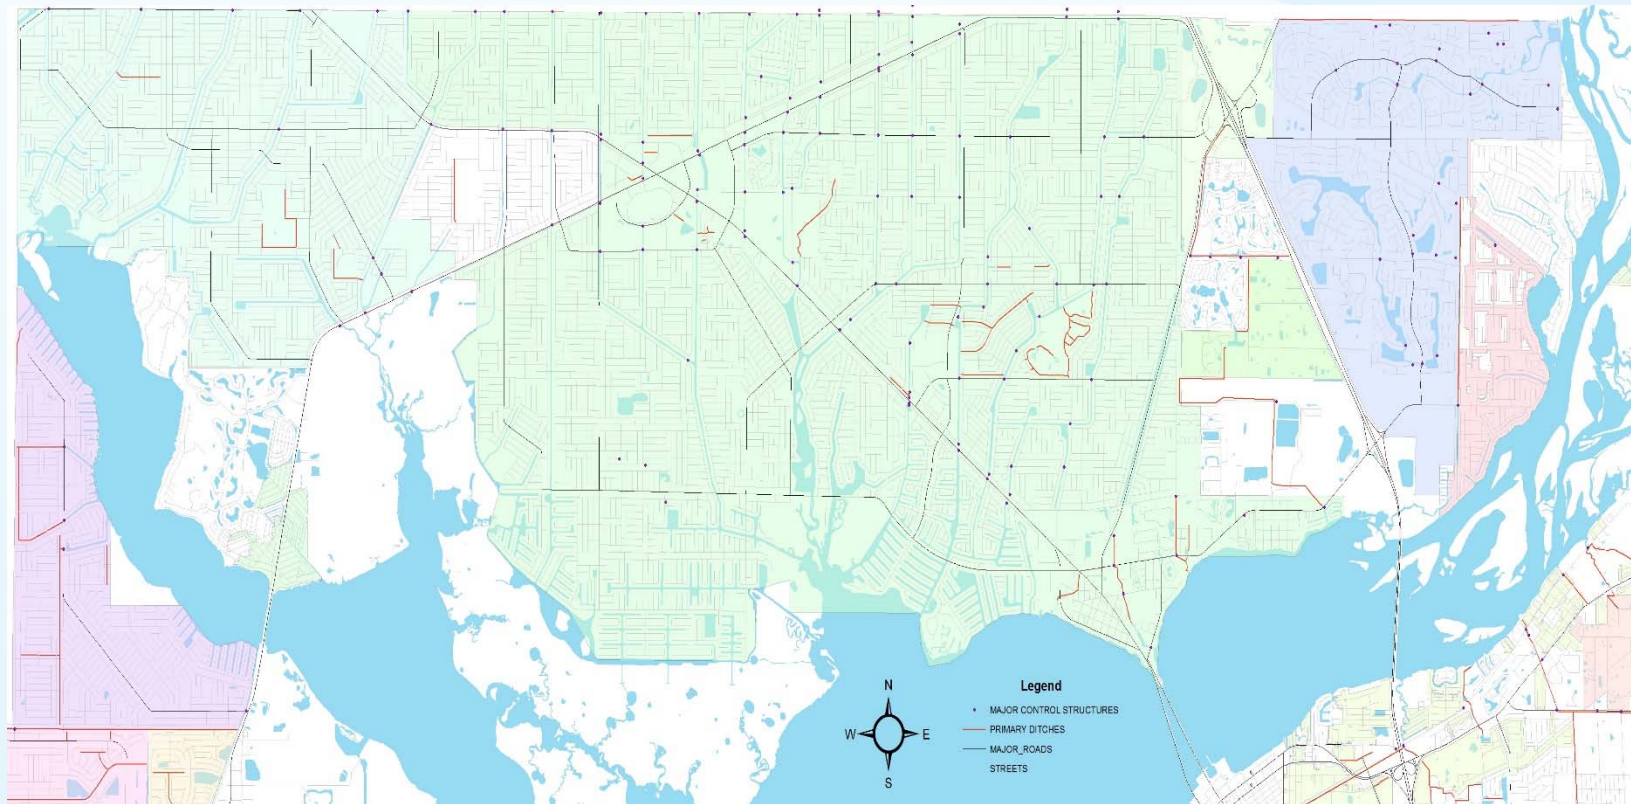 N
W E
S
Legend
MAJOR CONTROL STRUCTURES
PRIMARY DITCHES
MAJOR_ROADS
STREETS